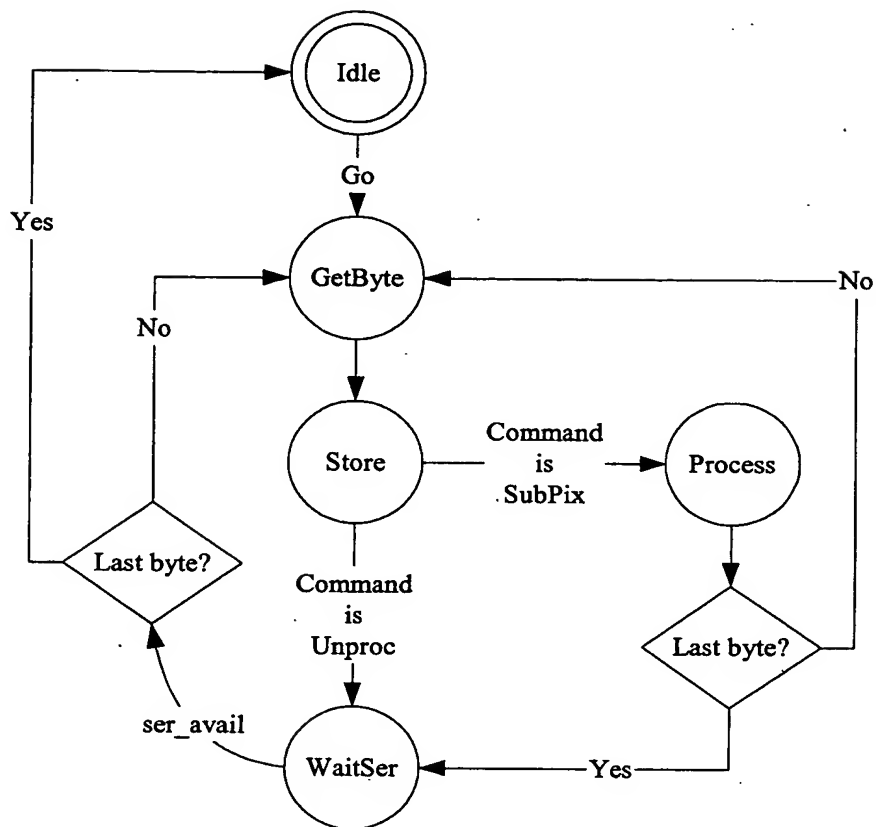 Idle
Go
Yes
GetByte
No
No
Store
Command
is
SubPix
Process
Last byte?
Command
is
Unproc
Last byte?
ser_avail
WaitSer
Yes